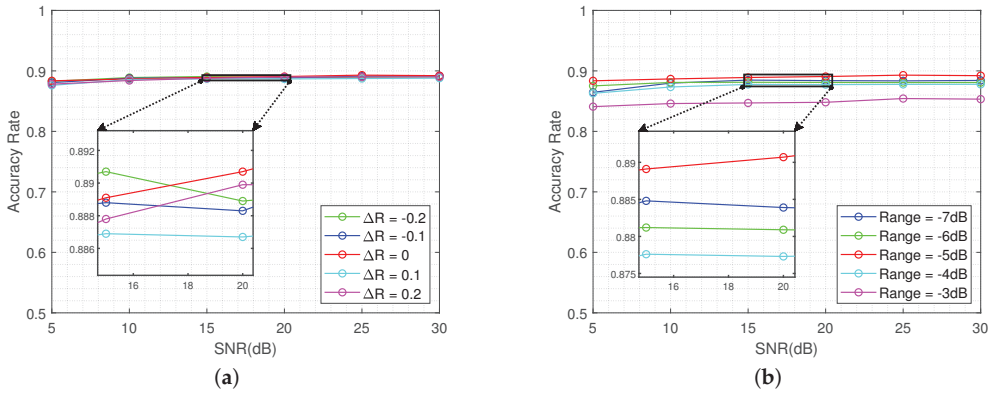 1
0.9
0.8
0.7
0.6
0.5
Accuracy Rate
5
10
15
20
25
30
SNR(dB)
0.892
0.89
0.888
0.886
16
18
20
ΔR = -0.2
ΔR = -0.1
ΔR = 0
ΔR = 0.1
ΔR = 0.2
(a)
1
0.9
0.8
0.7
0.6
0.5
Accuracy Rate
5
10
15
20
25
30
SNR(dB)
0.89
0.885
0.88
0.875
16
18
20
Range = -7dB
Range = -6dB
Range = -5dB
Range = -4dB
Range = -3dB
(b)